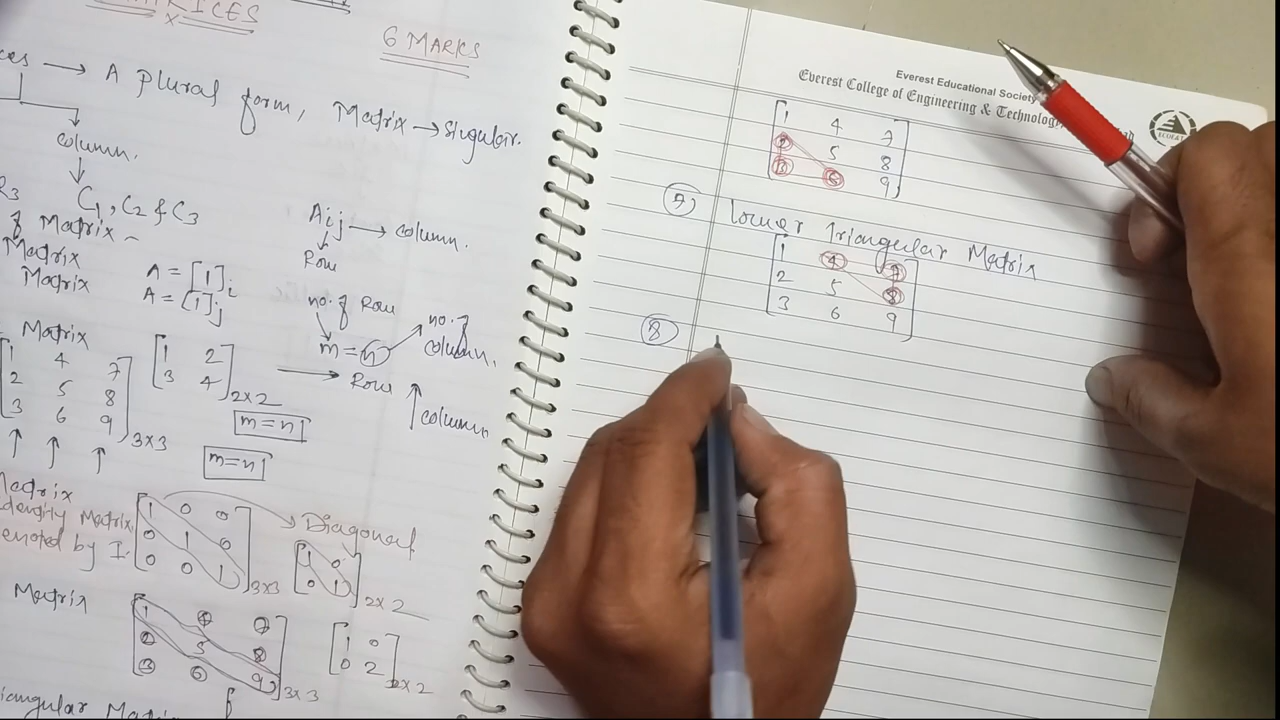 6 MARKS
→ A plural form, Matrix → Singular.
column.
C1, C2 & C3
Aij → column.
Row
of Matrix -
Matrix
Matrix
A = [1]i
A = [1]j
no. of Row
no. of column.
m = n
Row
column
Matrix
1 4 7
2 5 8
3 6 9
3x3
1 2
3 4
2x2
m=n
m=n
Matrix
Matrix
denoted by I.
1 0 0
0 1 0
0 0 1
3x3
Diagonal
1 0
0 1
2x2
Matrix
1 4 7
2 5 8
3 6 9
3x3
1 0
0 2
2x2
Everest Educational Society
Everest College of Engineering & Technology,
1 4 7
2 5 8
3 6 9
7) lower Triangular Matrix
1 4 7
2 5 8
3 6 9
8